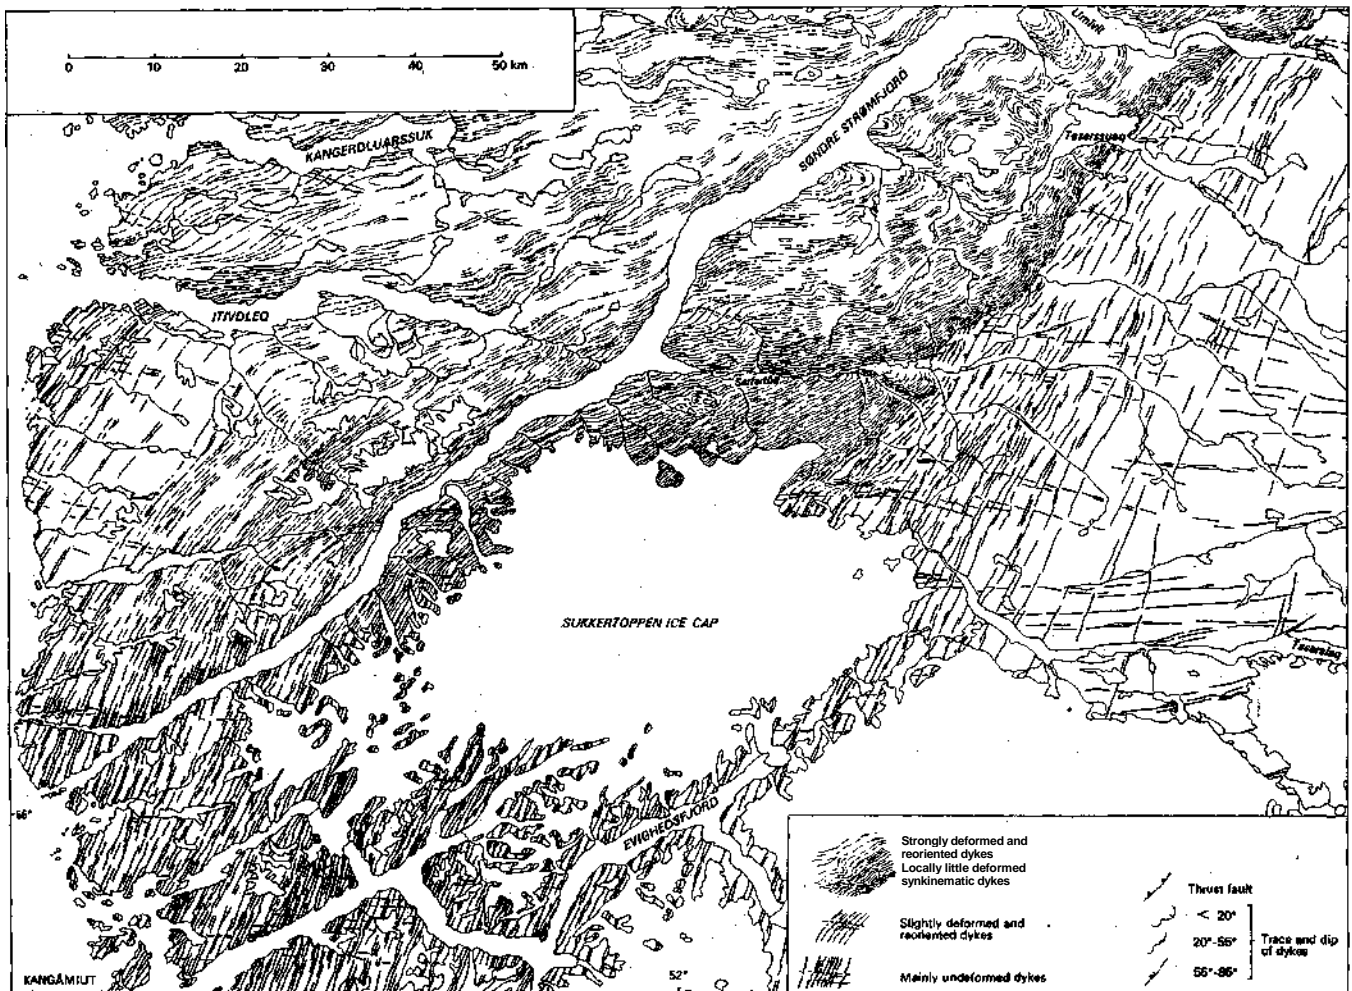 0 10 20 30 40 50 km
KANGERDLUARSSUK
SØNDRE STRØMFJORD
Tasersuaq
ITIVDLEQ
SUKKERTOPPEN ICE CAP
66°
EVIGHEDSFJORD
52°
KANGÂMIUT
Strongly deformed and
reoriented dykes
Locally little deformed
synkinematic dykes
Slightly deformed and
reoriented dykes
Mainly undeformed dykes
Thrust fault
< 20°
20°-55°
55°-85°
Trace and dip
of dykes